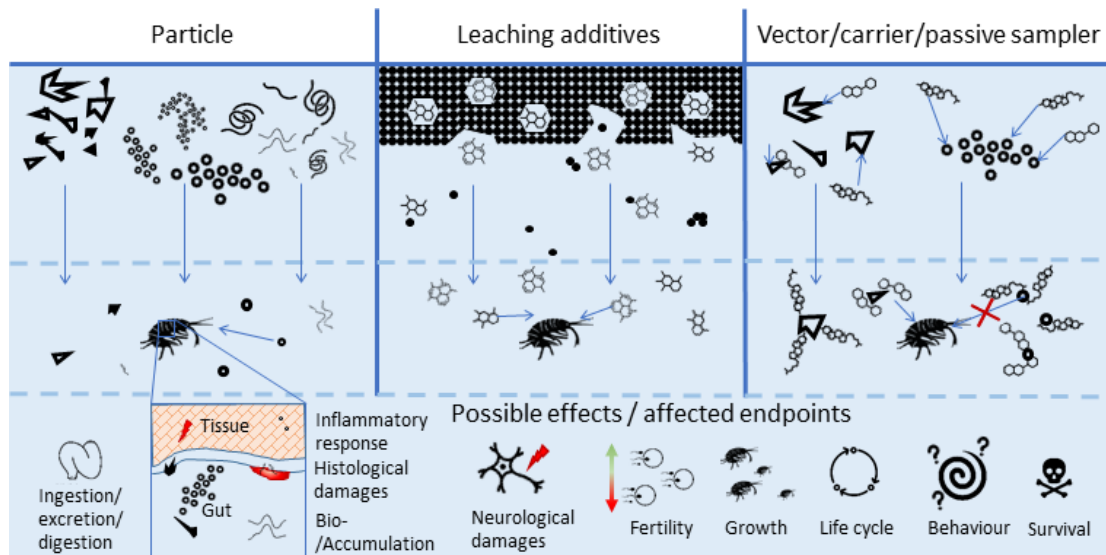 Particle
Leaching additives
Vector/carrier/passive sampler
Possible effects / affected endpoints
Tissue
Gut
Inflammatory
response
Histological
damages
Bio-
/Accumulation
Ingestion/
excretion/
digestion
Neurological
damages
Fertility
Growth
Life cycle
Behaviour
Survival
?
?
?